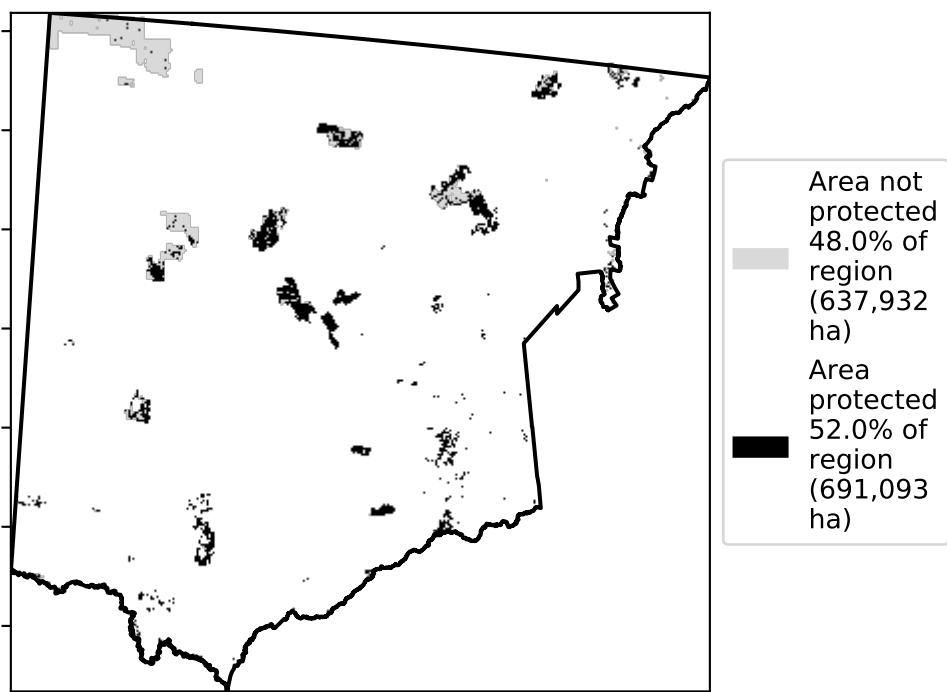 Area not
protected
48.0% of
region
(637,932
ha)
Area
protected
52.0% of
region
(691,093
ha)